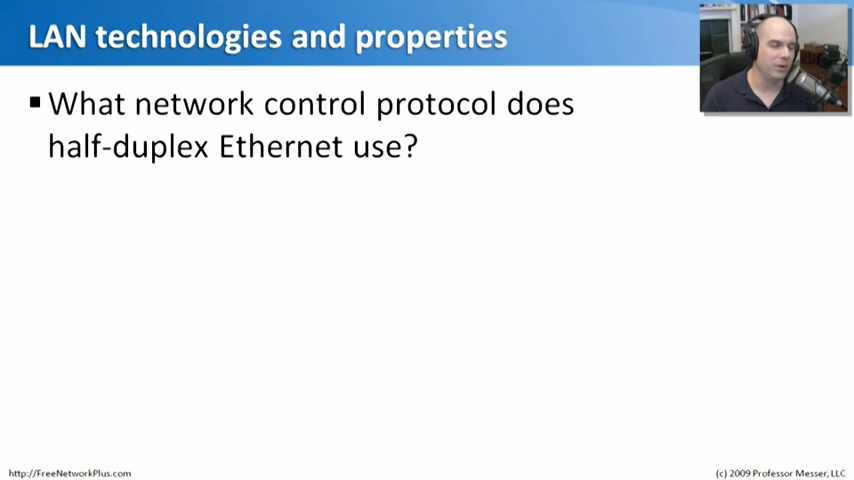 LAN technologies and properties
What network control protocol does
half-duplex Ethernet use?
http://FreeNetworkPlus.com
(c) 2009 Professor Messer, LLC